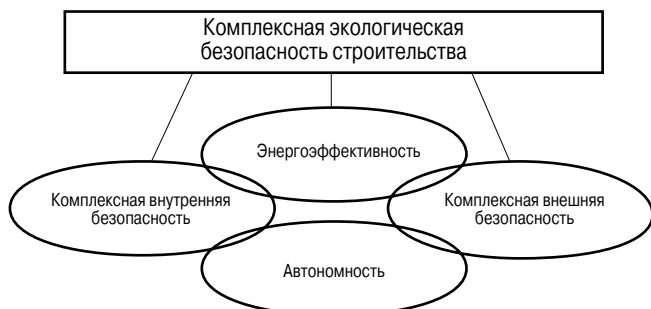 Комплексная экологическая
безопасность строительства
Энергоэффективность
Комплексная внутренняя
безопасность
Комплексная внешняя
безопасность
Автономность